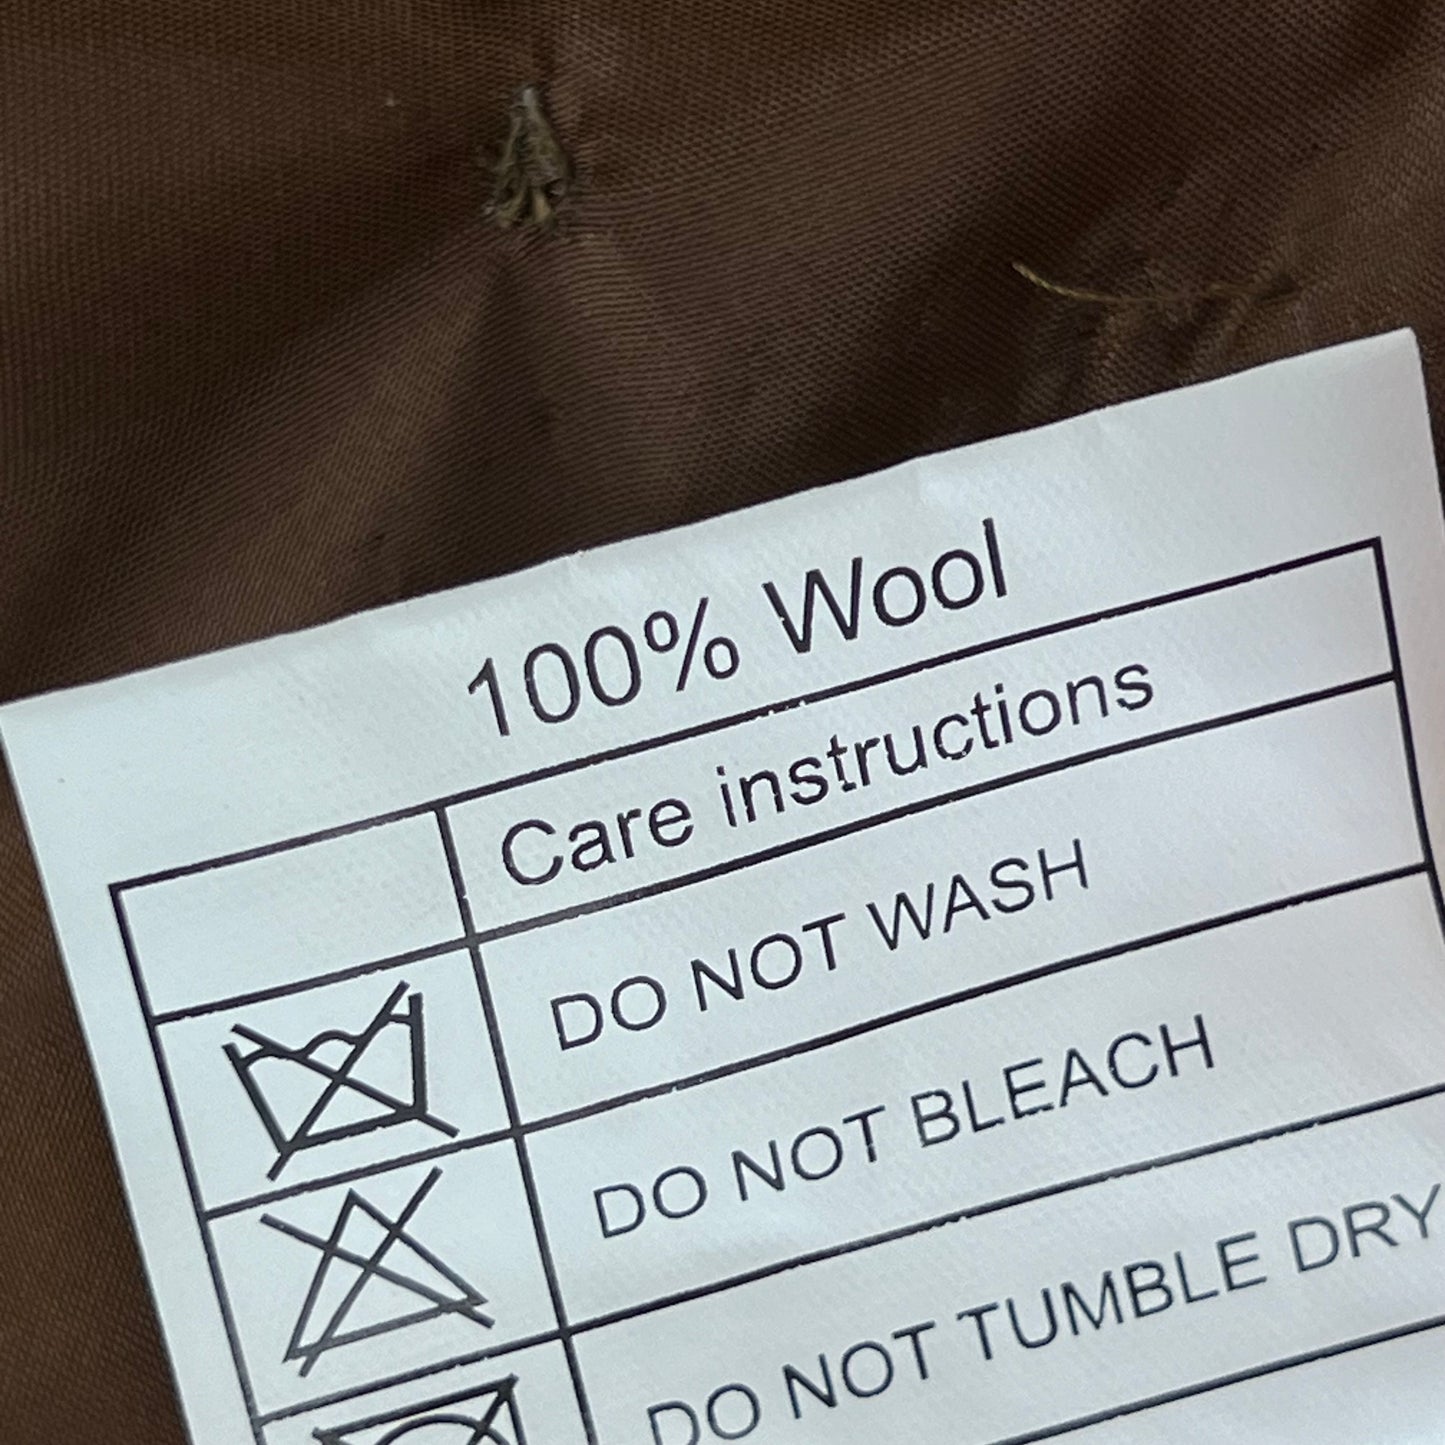 100% Wool
Care instructions
DO NOT WASH
DO NOT BLEACH
DO NOT TUMBLE DRY